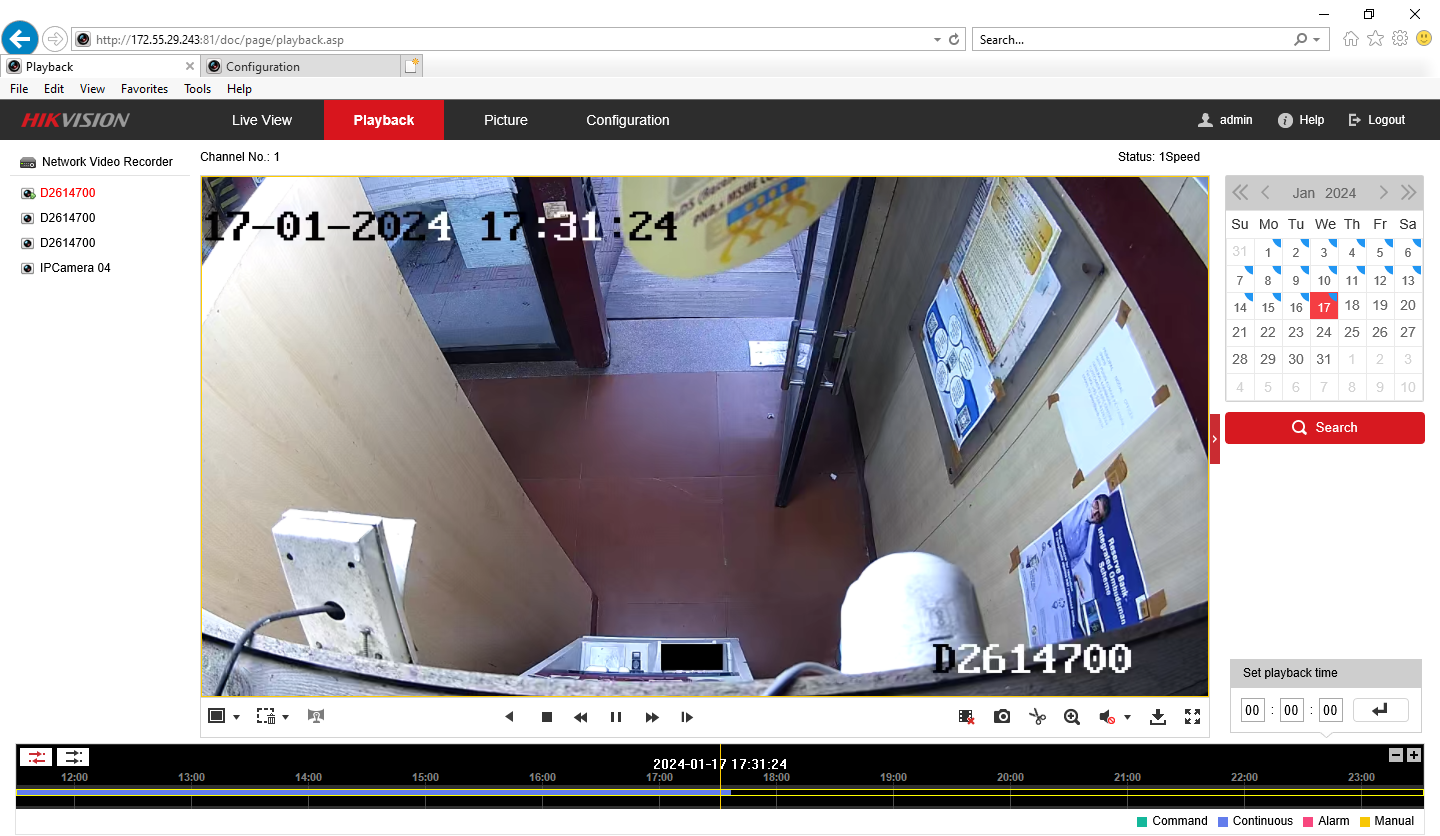 http://172.55.29.243:81/doc/page/playback.asp
Search...
Playback
Configuration
File Edit View Favorites Tools Help
HIKVISION
Live View
Playback
Picture
Configuration
admin
Help
Logout
Network Video Recorder
D2614700
D2614700
D2614700
IPCamera 04
Channel No.: 1
Status: 1Speed
17-01-2024 17:31:24
Reserve Bank -
Integrated Ombudsman
Scheme
D2614700
Jan 2024
Su Mo Tu We Th Fr Sa
31 1 2 3 4 5 6
7 8 9 10 11 12 13
14 15 16 17 18 19 20
21 22 23 24 25 26 27
28 29 30 31 1 2 3
4 5 6 7 8 9 10
Search
Set playback time
00 : 00 : 00
2024-01-17 17:31:24
12:00 13:00 14:00 15:00 16:00 17:00 18:00 19:00 20:00 21:00 22:00 23:00
Command Continuous Alarm Manual